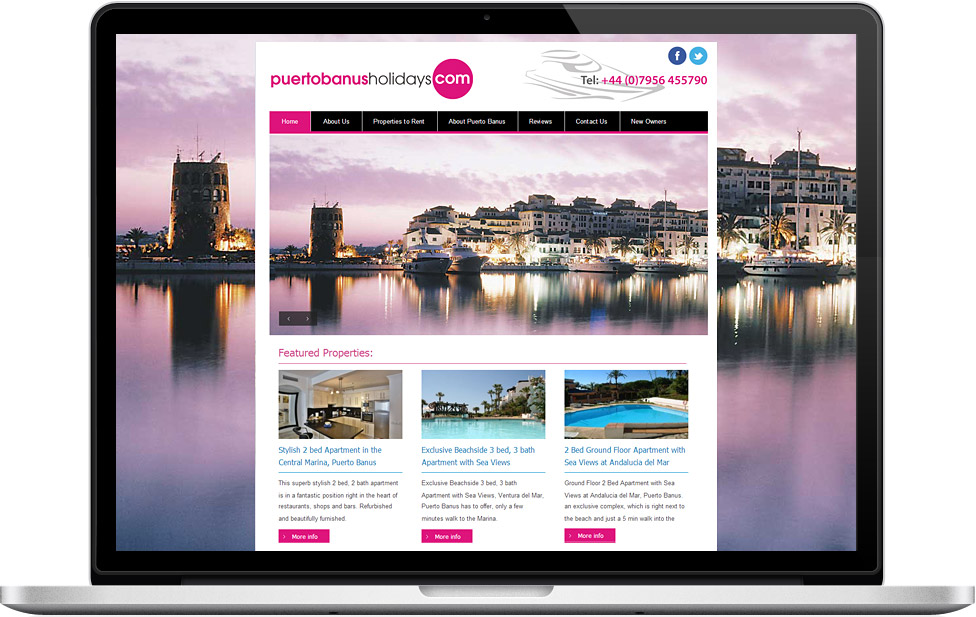 puertobanusholidays com
Tel: +44 (0)7956 455790
Home About Us Properties to Rent About Puerto Banus Reviews Contact Us New Owners
Featured Properties:
Stylish 2 bed Apartment in the
Central Marina, Puerto Banus
This superb stylish 2 bed, 2 bath apartment
is in a fantastic position right in the heart of
restaurants, shops and bars. Refurbished
and beautifully furnished.
More info
Exclusive Beachside 3 bed, 3 bath
Apartment with Sea Views
Exclusive Beachside 3 bed, 3 bath
Apartment with Sea Views, Ventura del Mar,
Puerto Banus has to offer, only a few
minutes walk to the Marina.
More info
2 Bed Ground Floor Apartment with
Sea Views at Andalucia del Mar
Ground Floor 2 Bed Apartment with Sea
Views at Andalucia del Mar, Puerto Banus
an exclusive complex, which is right next to
the beach and just a 5 min walk into the
More info